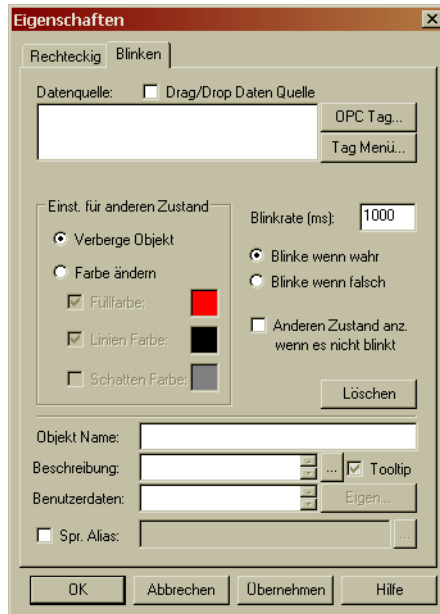 Eigenschaften
Rechteckig Blinken
Datenquelle: Drag/Drop Daten Quelle
OPC Tag...
Tag Menü...
Einst. für anderen Zustand
Blinkrate (ms): 1000
Verberge Objekt
Blinke wenn wahr
Farbe ändern
Blinke wenn falsch
Füllfarbe:
Linien Farbe:
Anderen Zustand anz.
wenn es nicht blinkt
Schatten Farbe:
Löschen
Objekt Name:
Beschreibung: ... Tooltip
Benutzerdaten: Eigen...
Spr. Alias: ...
OK Abbrechen Übernehmen Hilfe